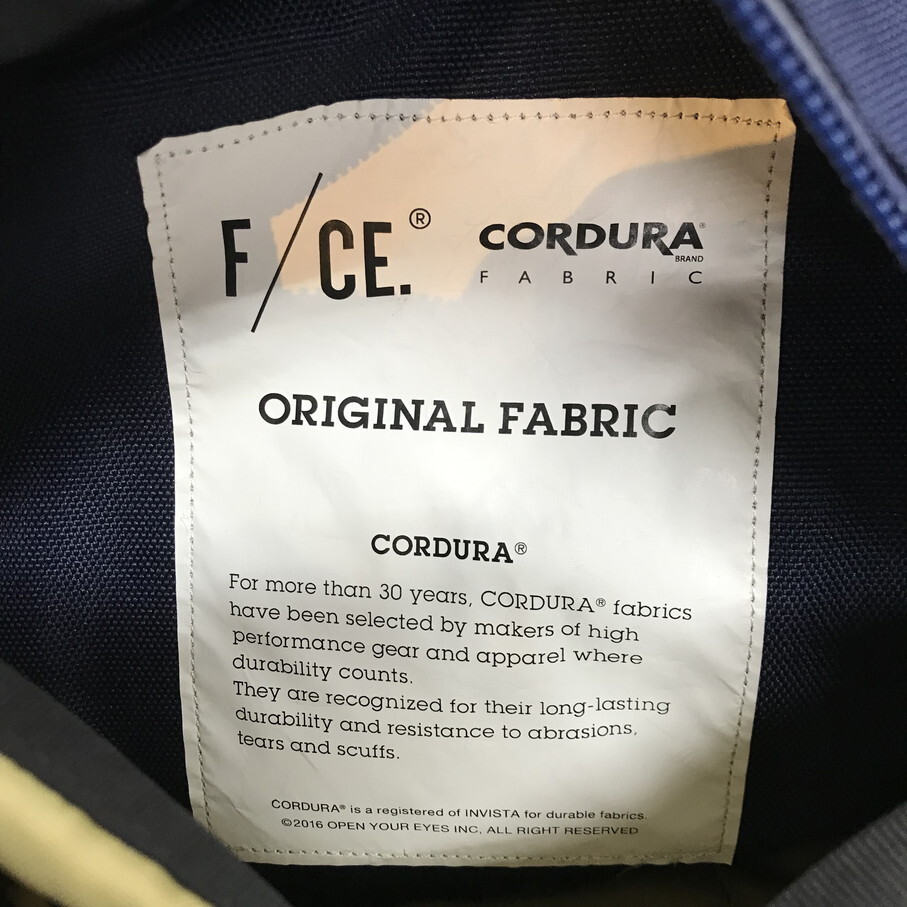 F/CE.®
CORDURA®
BRAND
FABRIC
ORIGINAL FABRIC
CORDURA®
For more than 30 years, CORDURA® fabrics
have been selected by makers of high
performance gear and apparel where
durability counts.
They are recognized for their long-lasting
durability and resistance to abrasions,
tears and scuffs.
CORDURA® is a registered of INVISTA for durable fabrics.
©2016 OPEN YOUR EYES INC, ALL RIGHT RESERVED